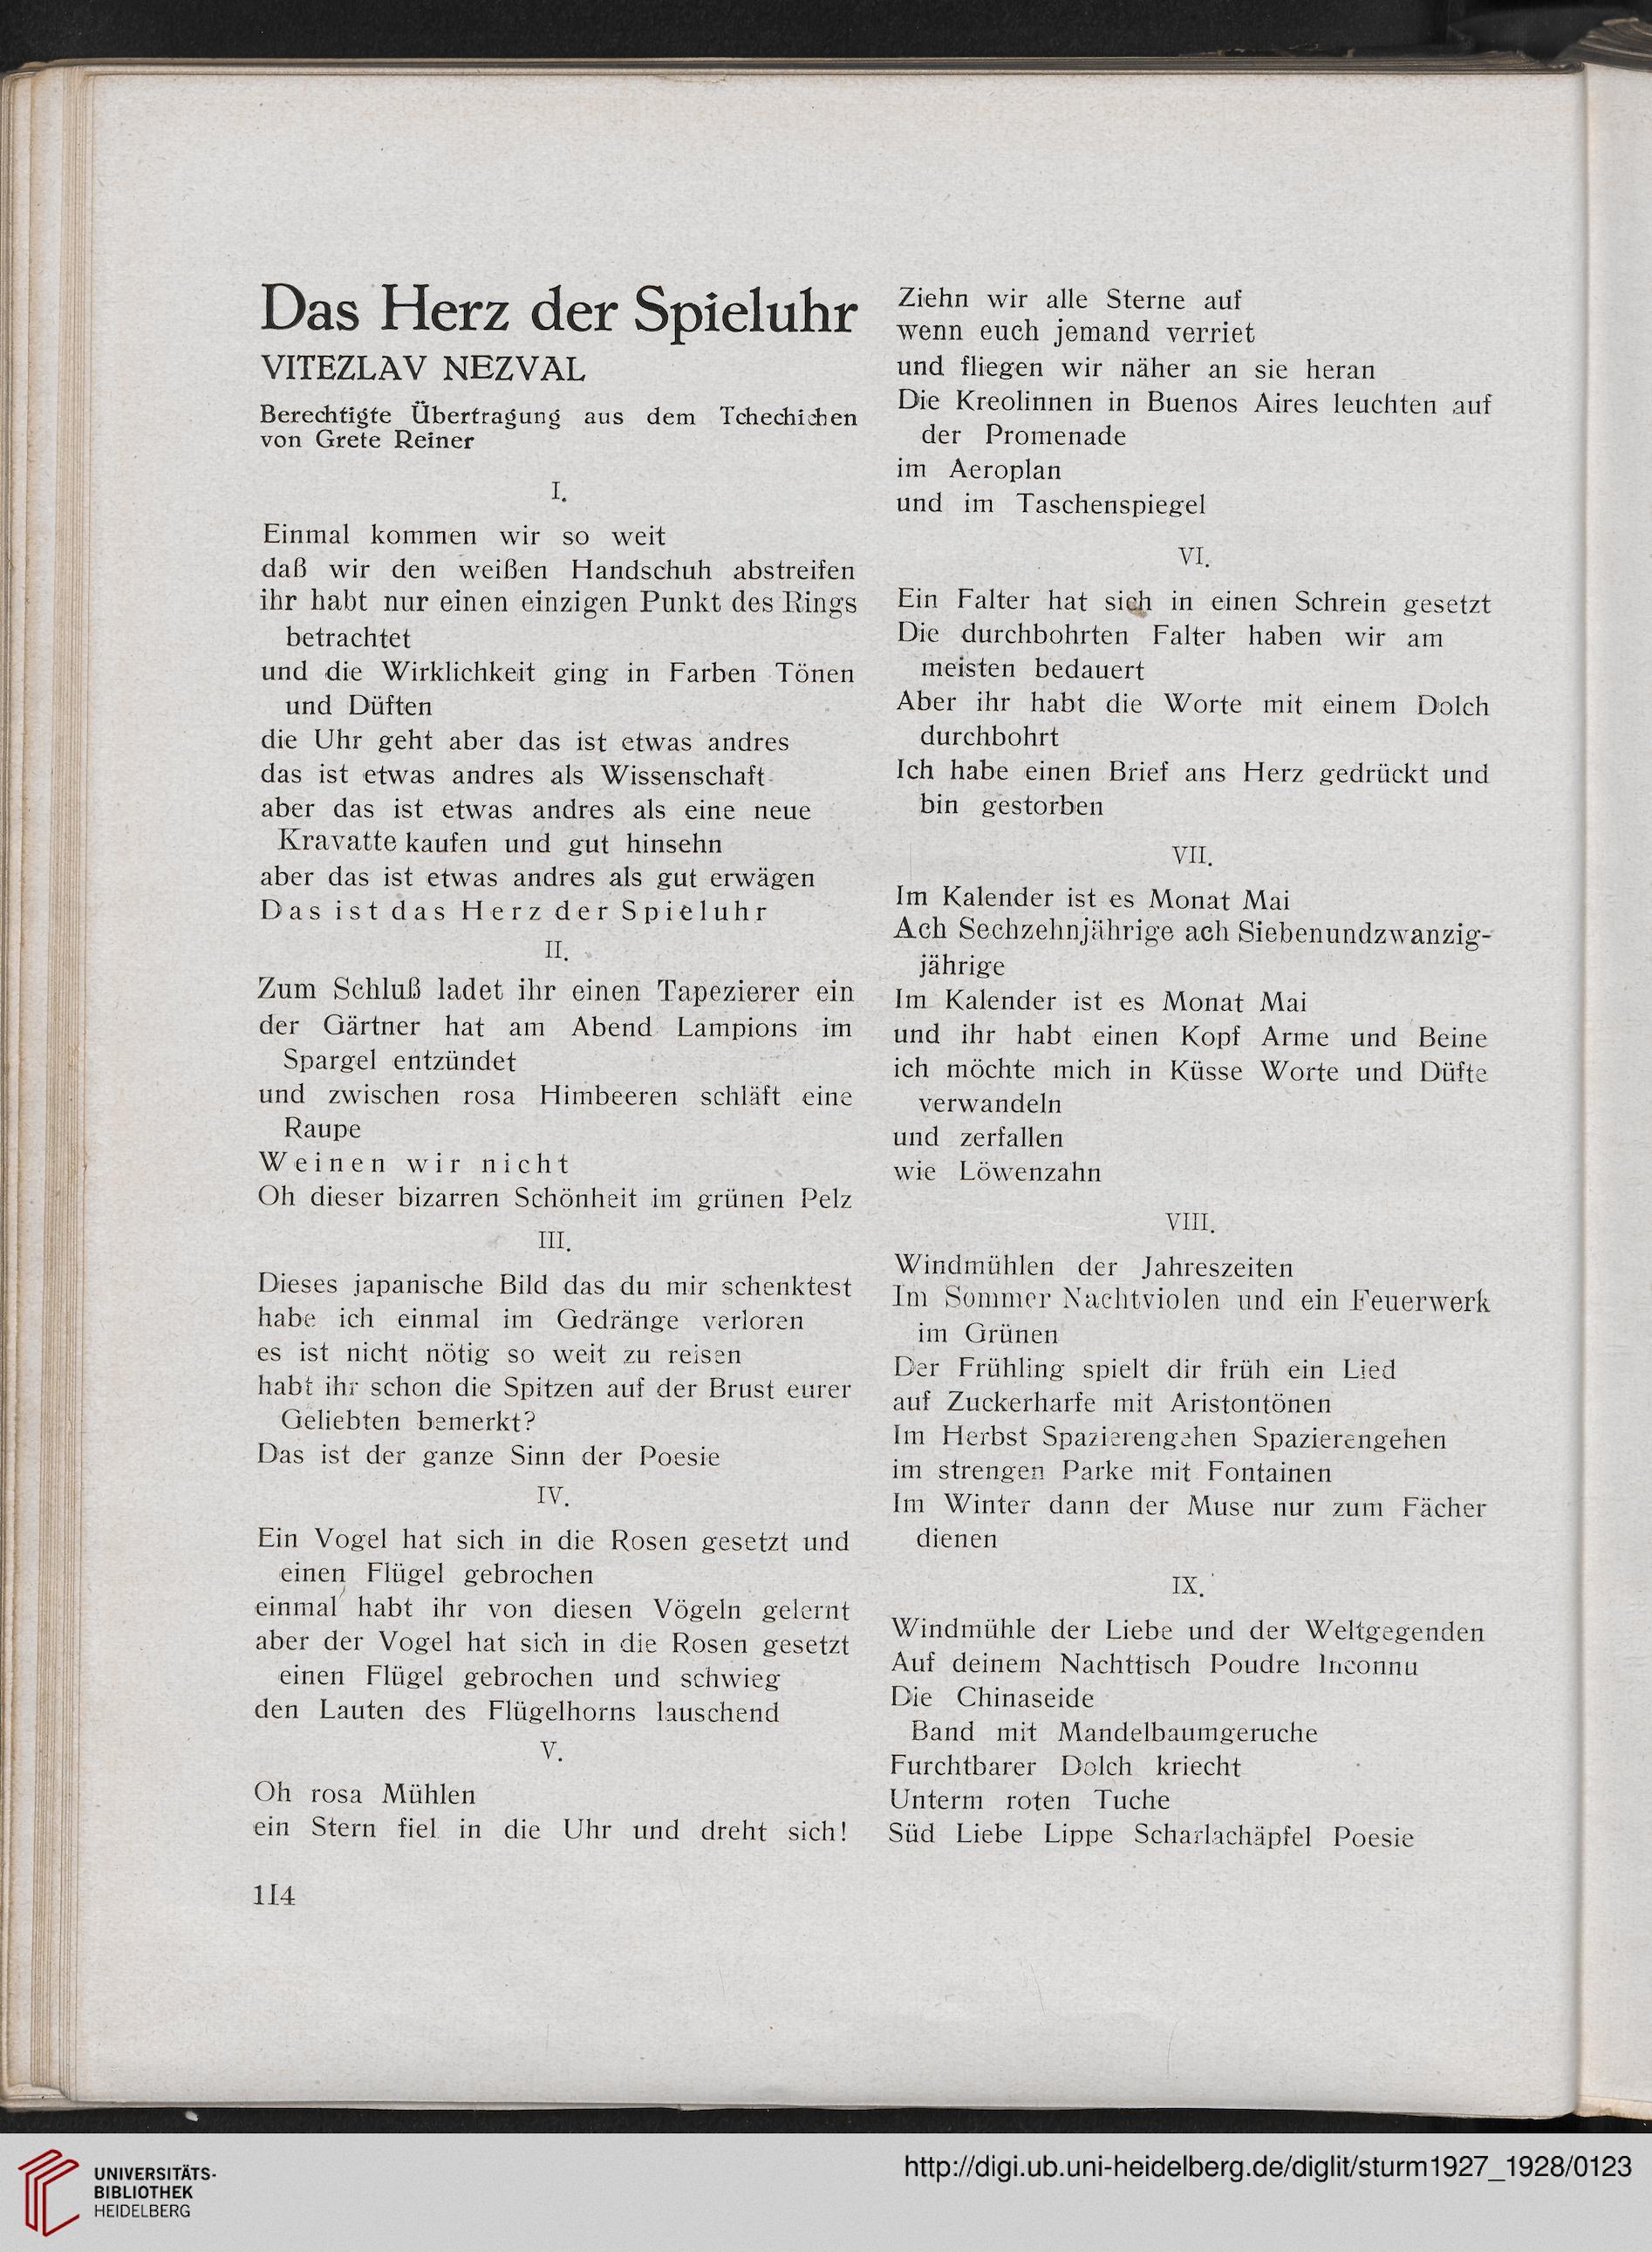 Das Herz der Spieluhr
VITEZLAV NEZVAL
Berechtigte Übertragung aus dem Tchechichen
von Grete Reiner
I.
Einmal kommen wir so weit
daß wir den weißen Handschuh abstreifen
ihr habt nur einen einzigen Punkt des Rings
betrachtet
und die Wirklichkeit ging in Farben Tönen
und Düften
die Uhr geht aber das ist etwas andres
das ist etwas andres als Wissenschaft
aber das ist etwas andres als eine neue
Kravatte kaufen und gut hinsehn
aber das ist etwas andres als gut erwägen
Das ist das Herz der Spieluhr
II.
Zum Schluß ladet ihr einen Tapezierer ein
der Gärtner hat am Abend Lampions im
Spargel entzündet
und zwischen rosa Himbeeren schläft eine
Raupe
Weinen wir nicht
Oh dieser bizarren Schönheit im grünen Pelz
III.
Dieses japanische Bild das du mir schenktest
habe ich einmal im Gedränge verloren
es ist nicht nötig so weit zu reisen
habt ihr schon die Spitzen auf der Brust eurer
Geliebten bemerkt?
Das ist der ganze Sinn der Poesie
IV.
Ein Vogel hat sich in die Rosen gesetzt und
einen Flügel gebrochen
einmal habt ihr von diesen Vögeln gelernt
aber der Vogel hat sich in die Rosen gesetzt
einen Flügel gebrochen und schwieg
den Lauten des Flügelhorns lauschend
V.
Oh rosa Mühlen
ein Stern fiel in die Uhr und dreht sich!
114
Ziehn wir alle Sterne auf
wenn euch jemand verriet
und fliegen wir näher an sie heran
Die Kreolinnen in Buenos Aires leuchten auf
der Promenade
im Aeroplan
und im Taschenspiegel
VI.
Ein Falter hat sich in einen Schrein gesetzt
Die durchbohrten Falter haben wir am
meisten bedauert
Aber ihr habt die Worte mit einem Dolch
durchbohrt
Ich habe einen Brief ans Herz gedrückt und
bin gestorben
VII.
Im Kalender ist es Monat Mai
Ach Sechzehnjährige ach Siebenundzwanzig-
jährige
Im Kalender ist es Monat Mai
und ihr habt einen Kopf Arme und Beine
ich möchte mich in Küsse Worte und Düfte
verwandeln
und zerfallen
wie Löwenzahn
VIII.
Windmühlen der Jahreszeiten
Im Sommer Nachtviolen und ein Feuerwerk
im Grünen
Der Frühling spielt dir früh ein Lied
auf Zuckerharfe mit Aristontönen
Im Herbst Spazierengehen Spazierengehen
im strengen Parke mit Fontainen
Im Winter dann der Muse nur zum Fächer
dienen
IX.
Windmühle der Liebe und der Weltgegenden
Auf deinem Nachttisch Poudre Inconnu
Die Chinaseide
Band mit Mandelbaumgeruche
Furchtbarer Dolch kriecht
Unterm roten Tuche
Süd Liebe Lippe Scharlachäpfel Poesie
UNIVERSITÄTS-
BIBLIOTHEK
HEIDELBERG
http://digi.ub.uni-heidelberg.de/diglit/sturm1927_1928/0123